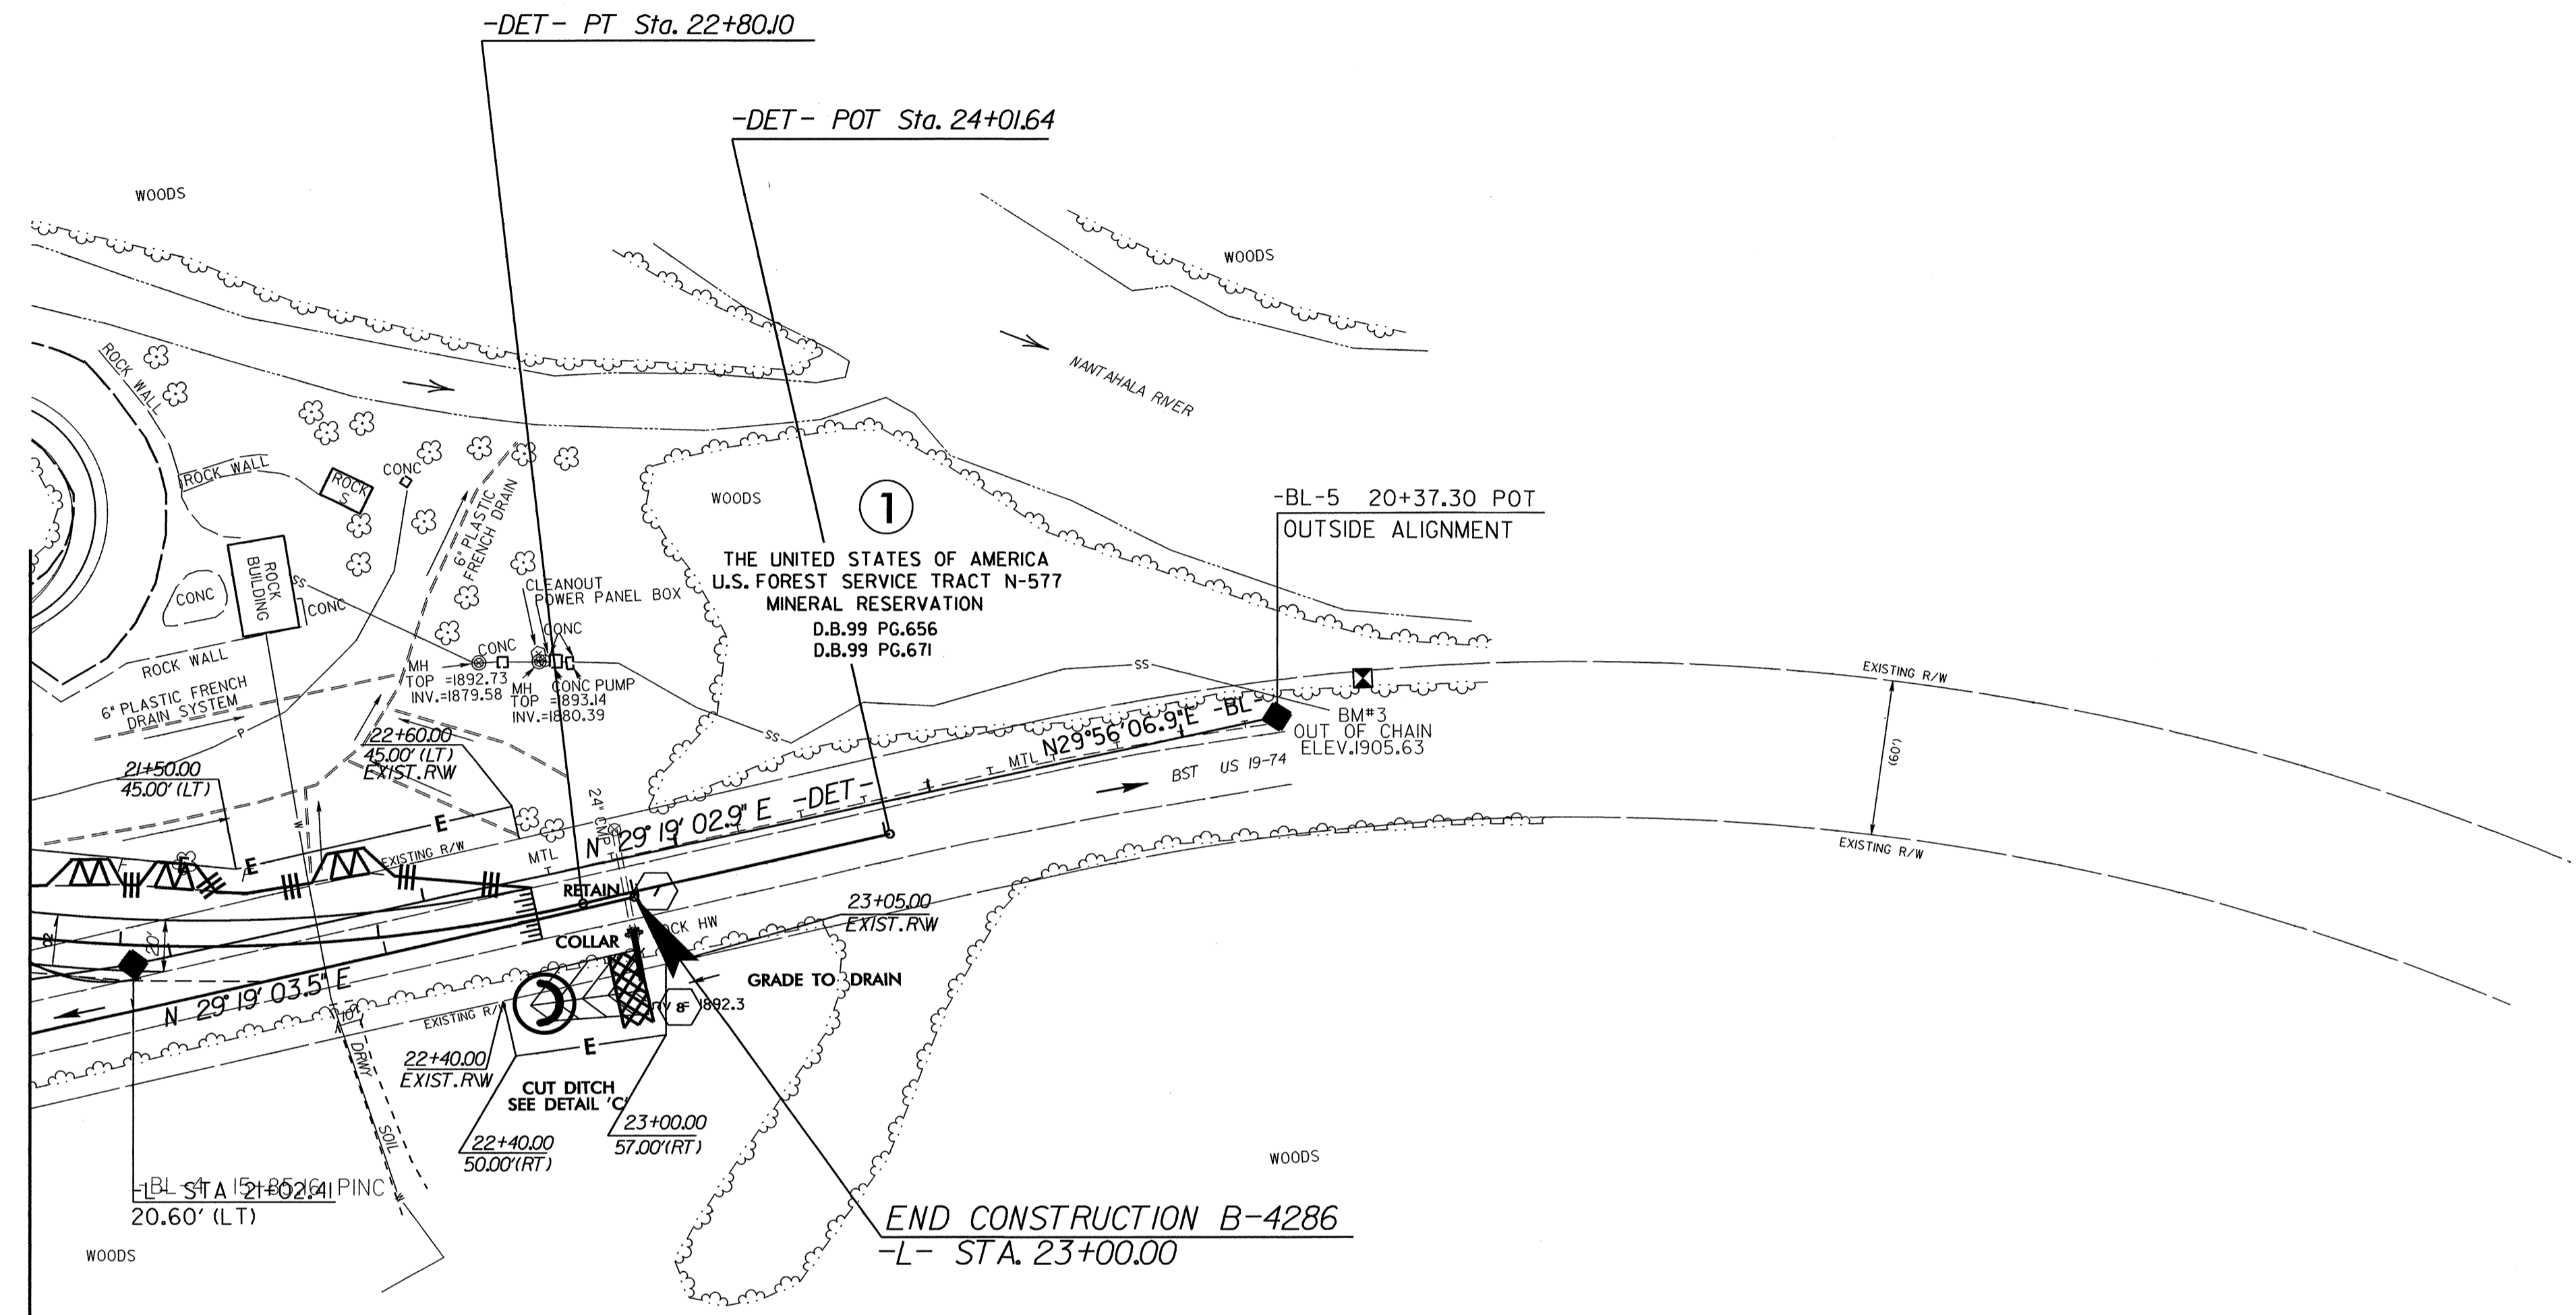 -DET- PT Sta. 22+80.10
-DET- POT Sta. 24+01.64
WOODS
WOODS
NANTAHALA RIVER
ROCK WALL
ROCK WALL
ROCK
S
CONC
6" PLASTIC
FRENCH DRAIN
WOODS
1
-BL-5 20+37.30 POT
OUTSIDE ALIGNMENT
THE UNITED STATES OF AMERICA
U.S. FOREST SERVICE TRACT N-577
MINERAL RESERVATION
D.B.99 PG.656
D.B.99 PG.671
ROCK
BUILDING
SS
CONC
CONC
CLEANOUT
POWER PANEL BOX
CONC
CONC
ROCK WALL
MH
TOP =1892.73
INV.=1879.58
MH
TOP =1893.14
INV.=1880.39
CONC PUMP
SS
EXISTING R/W
6" PLASTIC FRENCH
DRAIN SYSTEM
P
SS
-BL-
N29°56'06.9"E
BM#3
OUT OF CHAIN
ELEV.1905.63
(60')
22+60.00
45.00' (LT)
EXIST.R\W
21+50.00
45.00' (LT)
MTL
BST US 19-74
24" CMP
N 29° 19' 02.9" E -DET-
W
E
E
EXISTING R/W
MTL
EXISTING R/W
RETAIN
7
23+05.00
EXIST.R\W
ROCK HW
COLLAR
20'
GRADE TO DRAIN
N 29° 19' 03.5" E
8
1892.3
10'
EXISTING R/W
22+40.00
EXIST.R\W
E
DRWY
SOIL
CUT DITCH
SEE DETAIL 'C'
23+00.00
57.00'(RT)
22+40.00
50.00'(RT)
WOODS
W
-L- STA 21+02.41
PINC
20.60' (LT)
END CONSTRUCTION B-4286
-L- STA. 23+00.00
WOODS